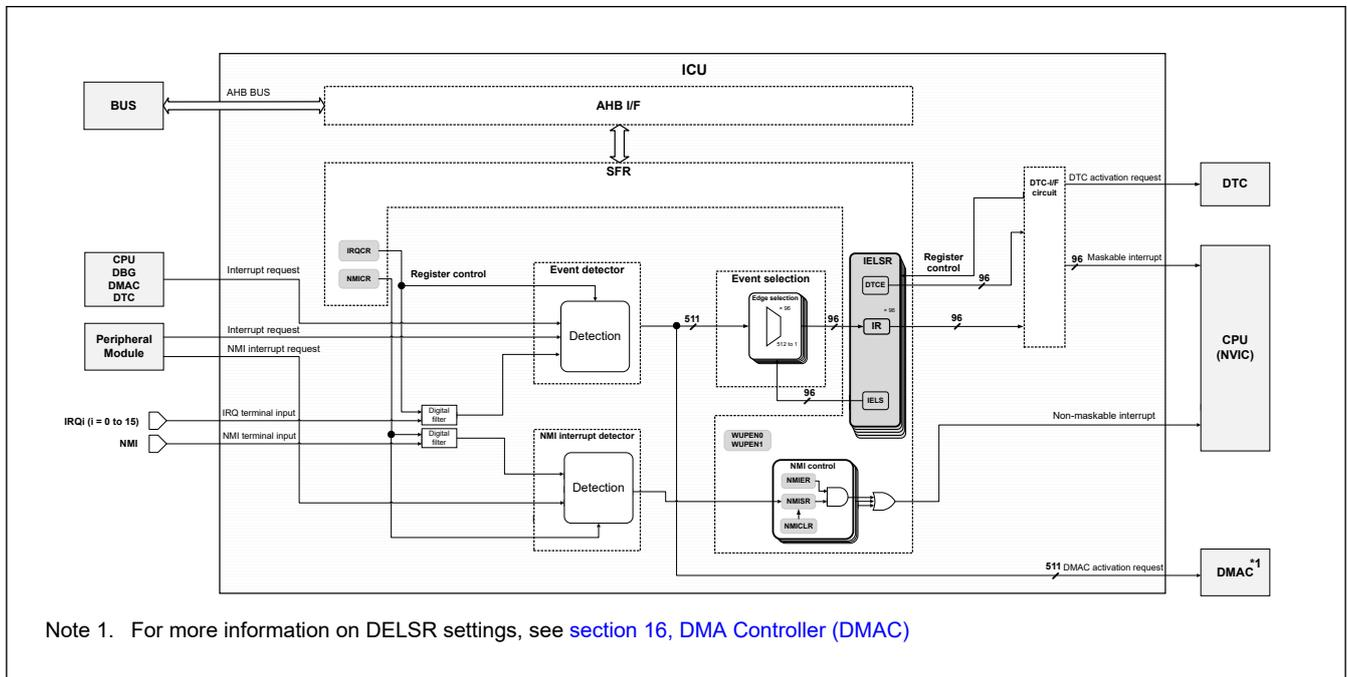 ICU
BUS
AHB BUS
AHB I/F
SFR
DTC-I/F
circuit
DTC activation request
DTC
IRQCR
NMICR
Register control
CPU
DBG
DMAC
DTC
Interrupt request
Peripheral
Module
Interrupt request
NMI interrupt request
Event detector
Detection
511
Event selection
Edge selection
× 96
512 to 1
96
96
IELSR
DTCE
× 96
IR
IELS
Register
control
96
96
96 Maskable interrupt
CPU
(NVIC)
IRQi (i = 0 to 15)
IRQ terminal input
NMI
NMI terminal input
Digital
filter
Digital
filter
NMI interrupt detector
Detection
WUPEN0
WUPEN1
NMI control
NMIER
NMISR
NMICLR
Non-maskable interrupt
511 DMAC activation request
DMAC*1
Note 1. For more information on DELSR settings, see section 16, DMA Controller (DMAC)